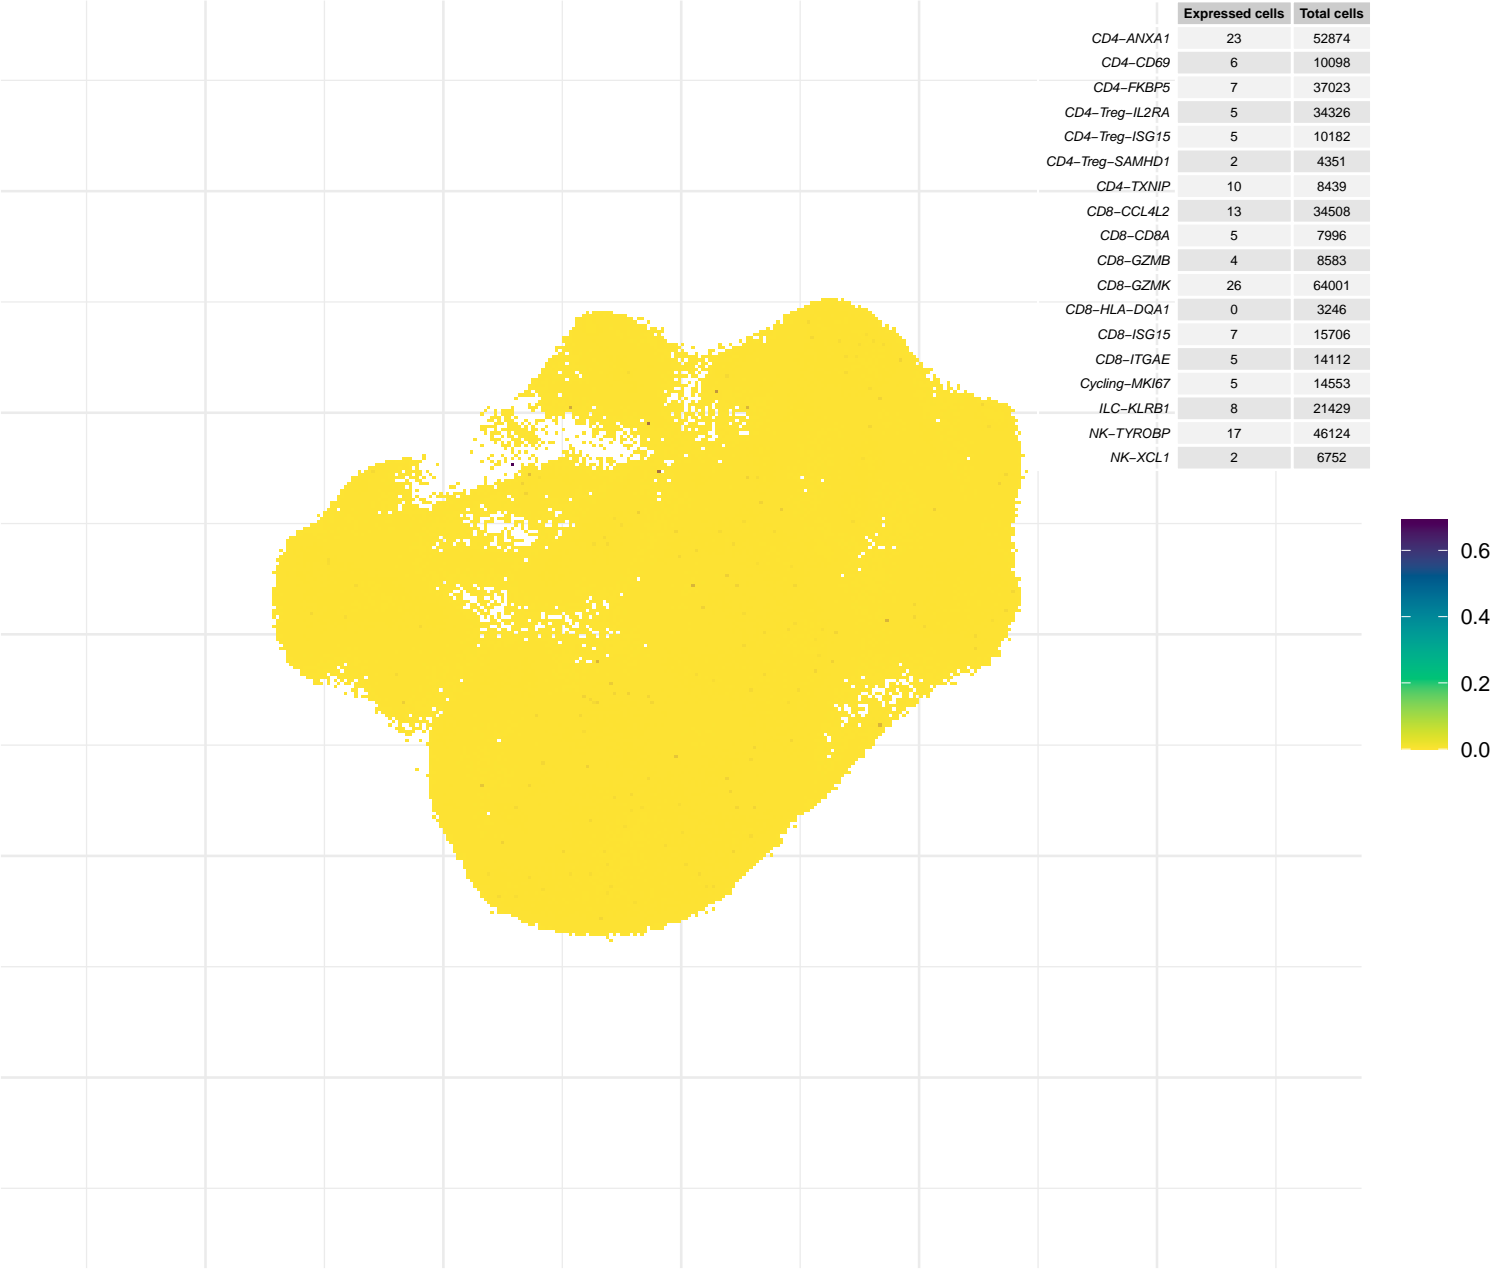 Expressed cells Total cells
CD4−ANXA1 23 52874
CD4−CD69 6 10098
CD4−FKBP5 7 37023
CD4−Treg−IL2RA 5 34326
CD4−Treg−ISG15 5 10182
CD4−Treg−SAMHD1 2 4351
CD4−TXNIP 10 8439
CD8−CCL4L2 13 34508
CD8−CD8A 5 7996
CD8−GZMB 4 8583
CD8−GZMK 26 64001
CD8−HLA−DQA1 0 3246
CD8−ISG15 7 15706
CD8−ITGAE 5 14112
Cycling−MKI67 5 14553
ILC−KLRB1 8 21429
NK−TYROBP 17 46124
NK−XCL1 2 6752
0.6
0.4
0.2
0.0